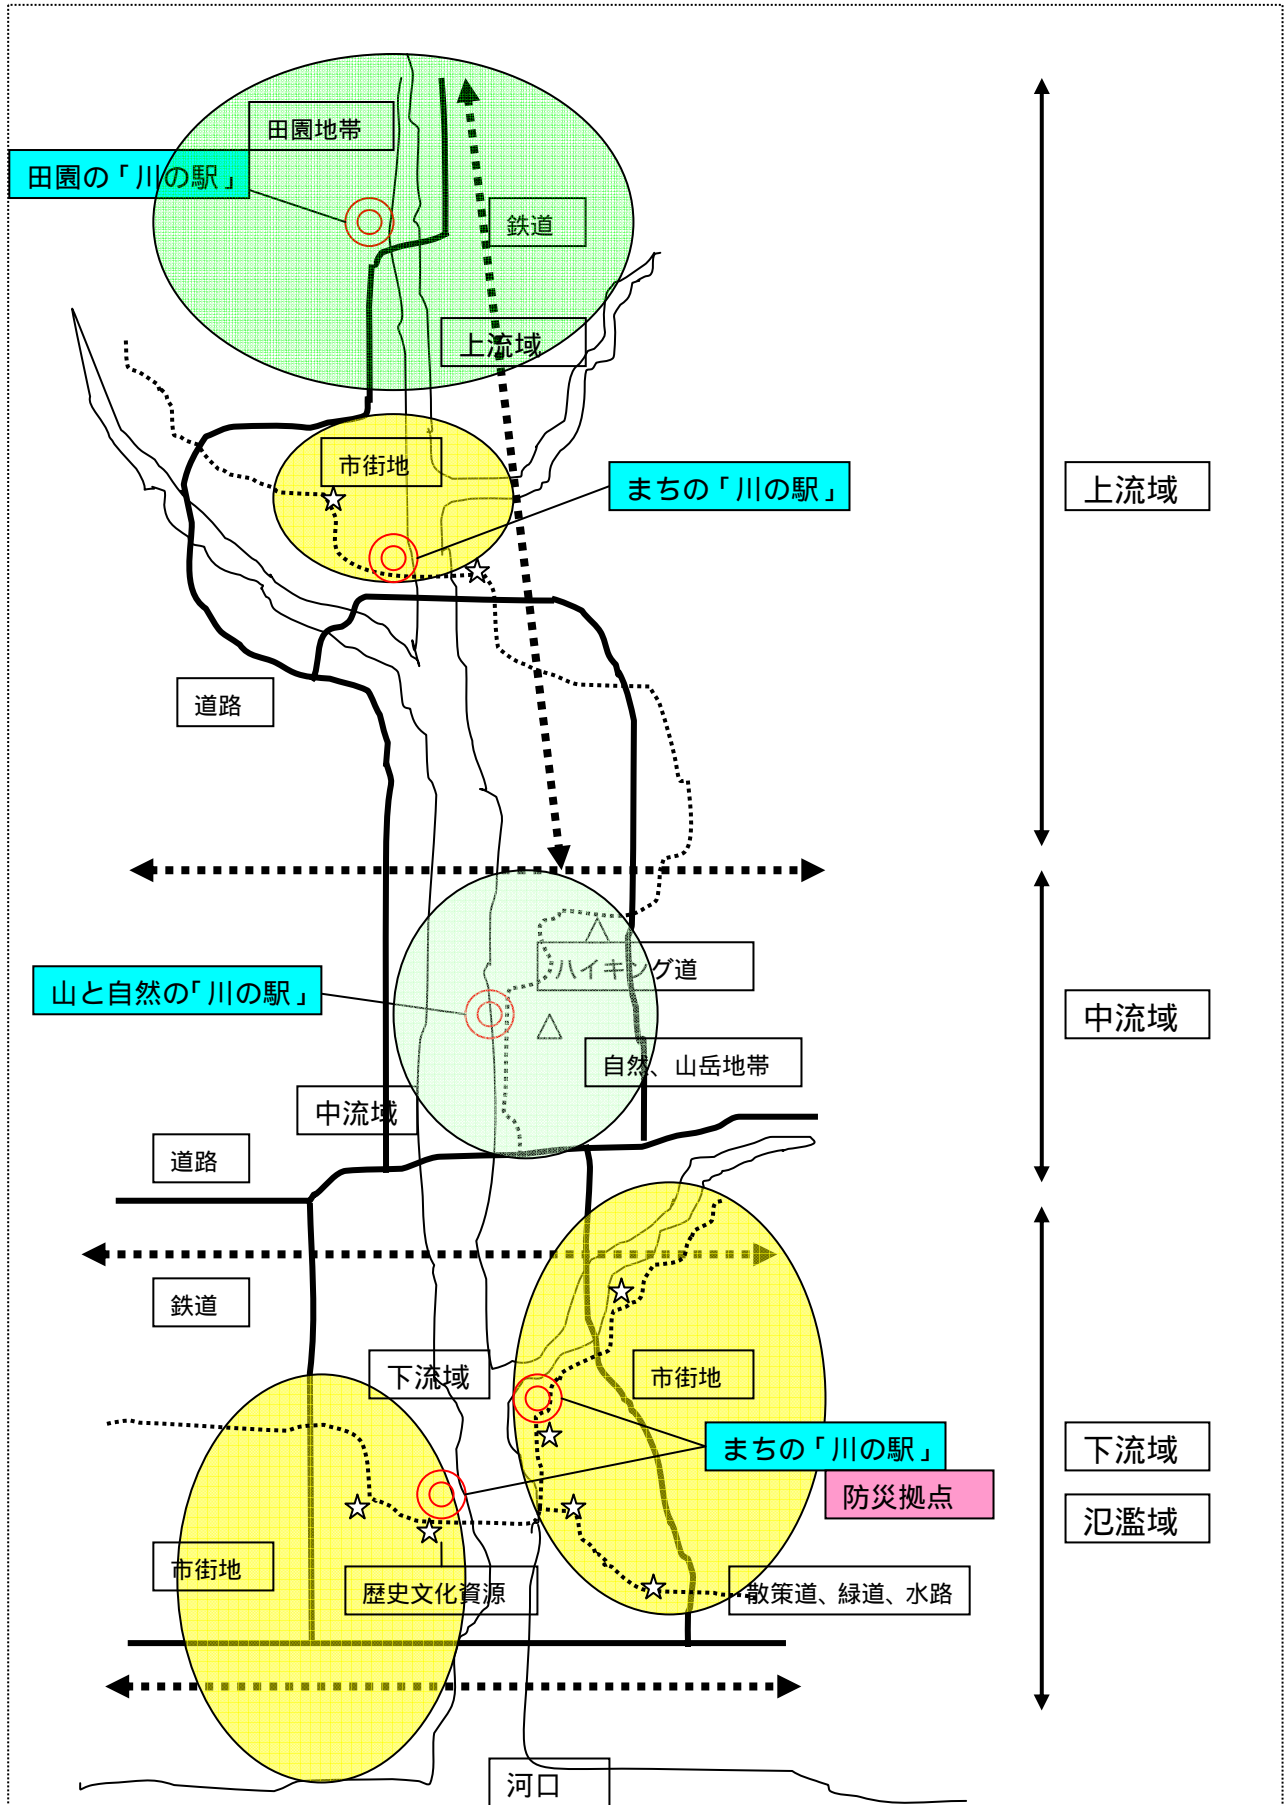 田園地帯
田園の「川の駅」
鉄道
上流域
市街地
まちの「川の駅」
上流域
道路
ハイキング道
山と自然の「川の駅」
中流域
自然、山岳地帯
中流域
道路
鉄道
下流域
市街地
まちの「川の駅」
下流域
防災拠点
氾濫域
市街地
歴史文化資源
散策道、緑道、水路
河口